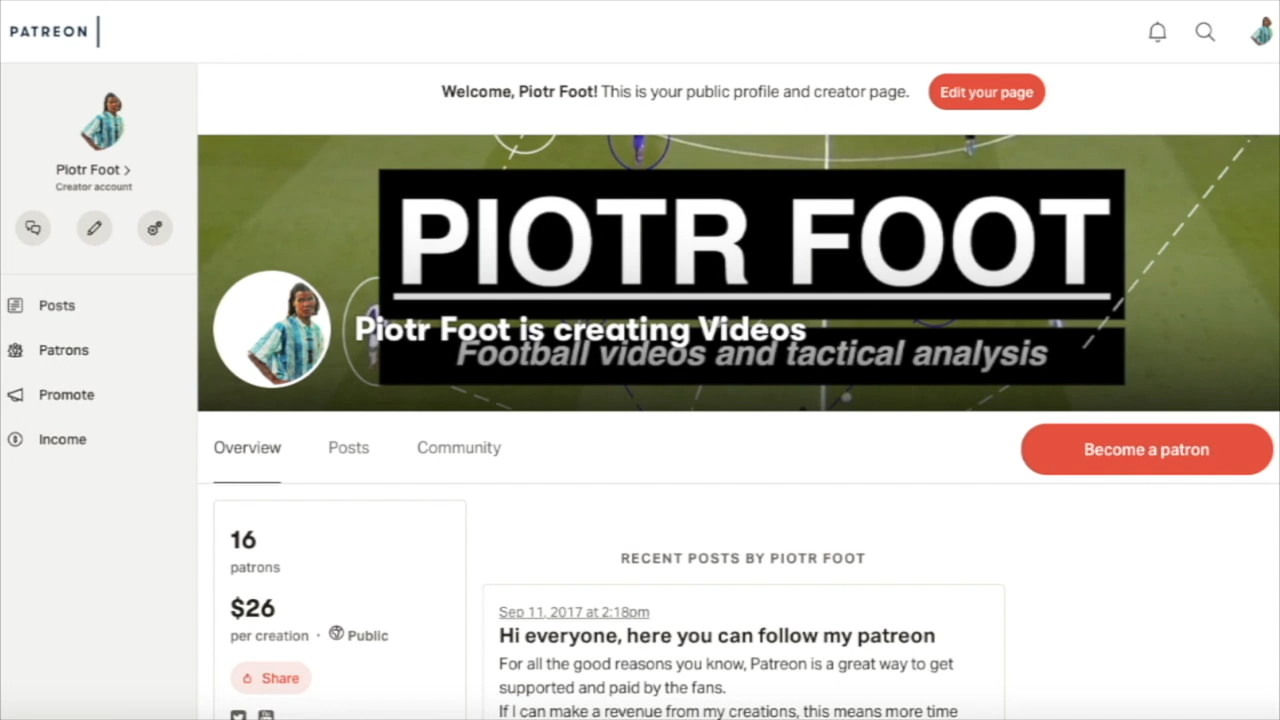 PATREON
Welcome, Piotr Foot! This is your public profile and creator page.
Edit your page
Piotr Foot >
Creator account
Posts
Patrons
Promote
Income
PIOTR FOOT
Piotr Foot is creating Videos
Football videos and tactical analysis
Overview
Posts
Community
Become a patron
16
patrons
$26
per creation · Public
Share
RECENT POSTS BY PIOTR FOOT
Sep 11, 2017 at 2:18pm
Hi everyone, here you can follow my patreon
For all the good reasons you know, Patreon is a great way to get
supported and paid by the fans.
If I can make a revenue from my creations, this means more time